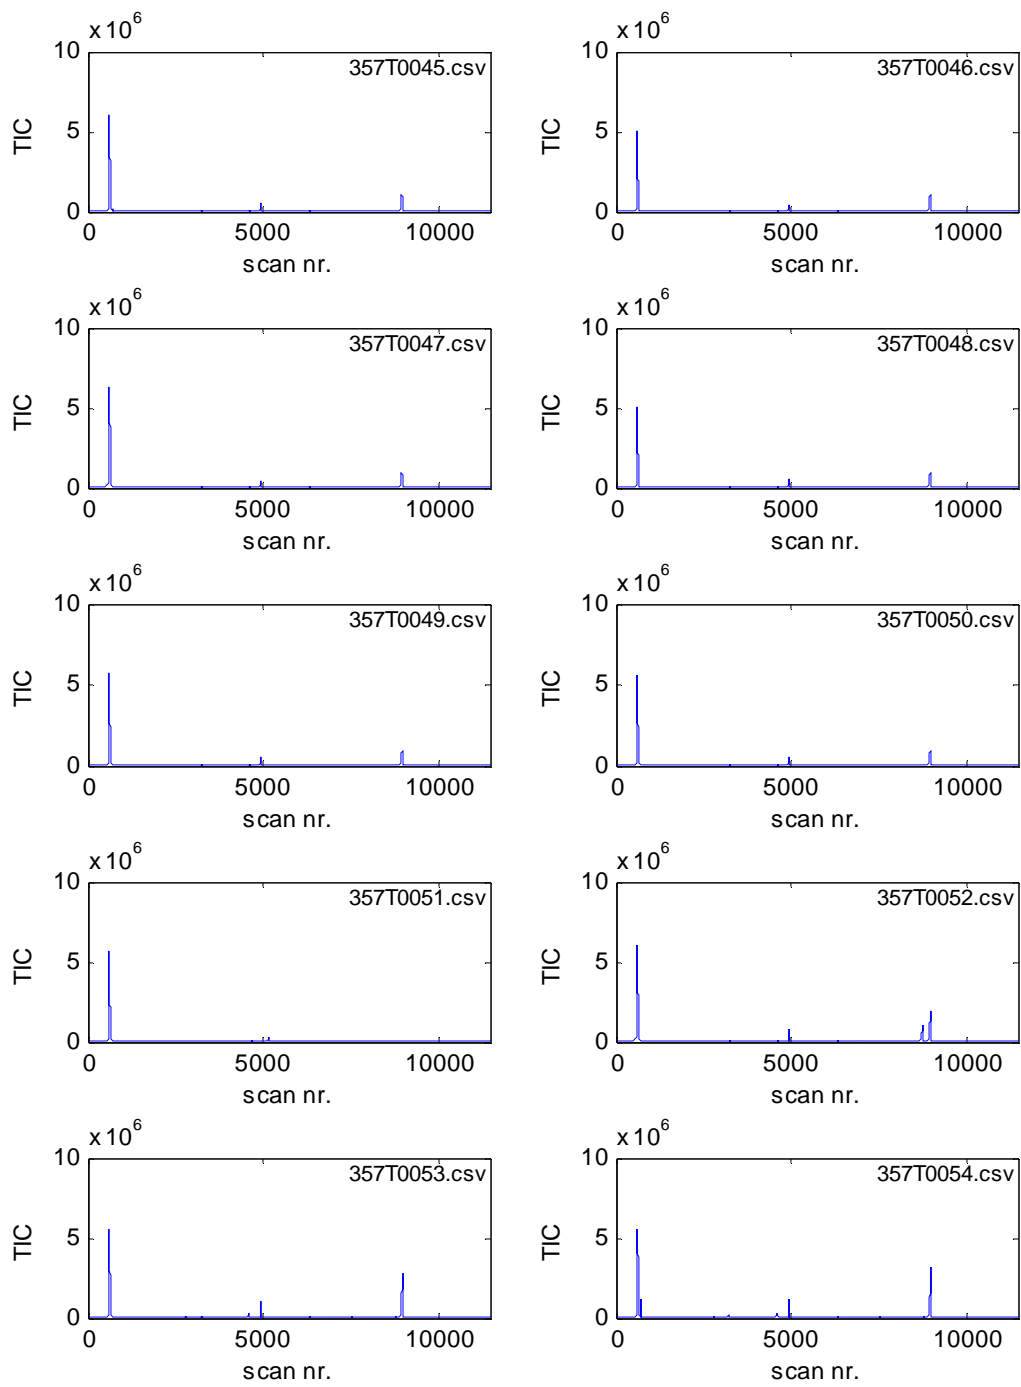 x 10^6 x 10^6
10 357T0045.csv 10 357T0046.csv
TIC 5 TIC 5
0 0
0 5000 10000 0 5000 10000
scan nr. scan nr.
x 10^6 x 10^6
10 357T0047.csv 10 357T0048.csv
TIC 5 TIC 5
0 0
0 5000 10000 0 5000 10000
scan nr. scan nr.
x 10^6 x 10^6
10 357T0049.csv 10 357T0050.csv
TIC 5 TIC 5
0 0
0 5000 10000 0 5000 10000
scan nr. scan nr.
x 10^6 x 10^6
10 357T0051.csv 10 357T0052.csv
TIC 5 TIC 5
0 0
0 5000 10000 0 5000 10000
scan nr. scan nr.
x 10^6 x 10^6
10 357T0053.csv 10 357T0054.csv
TIC 5 TIC 5
0 0
0 5000 10000 0 5000 10000
scan nr. scan nr.